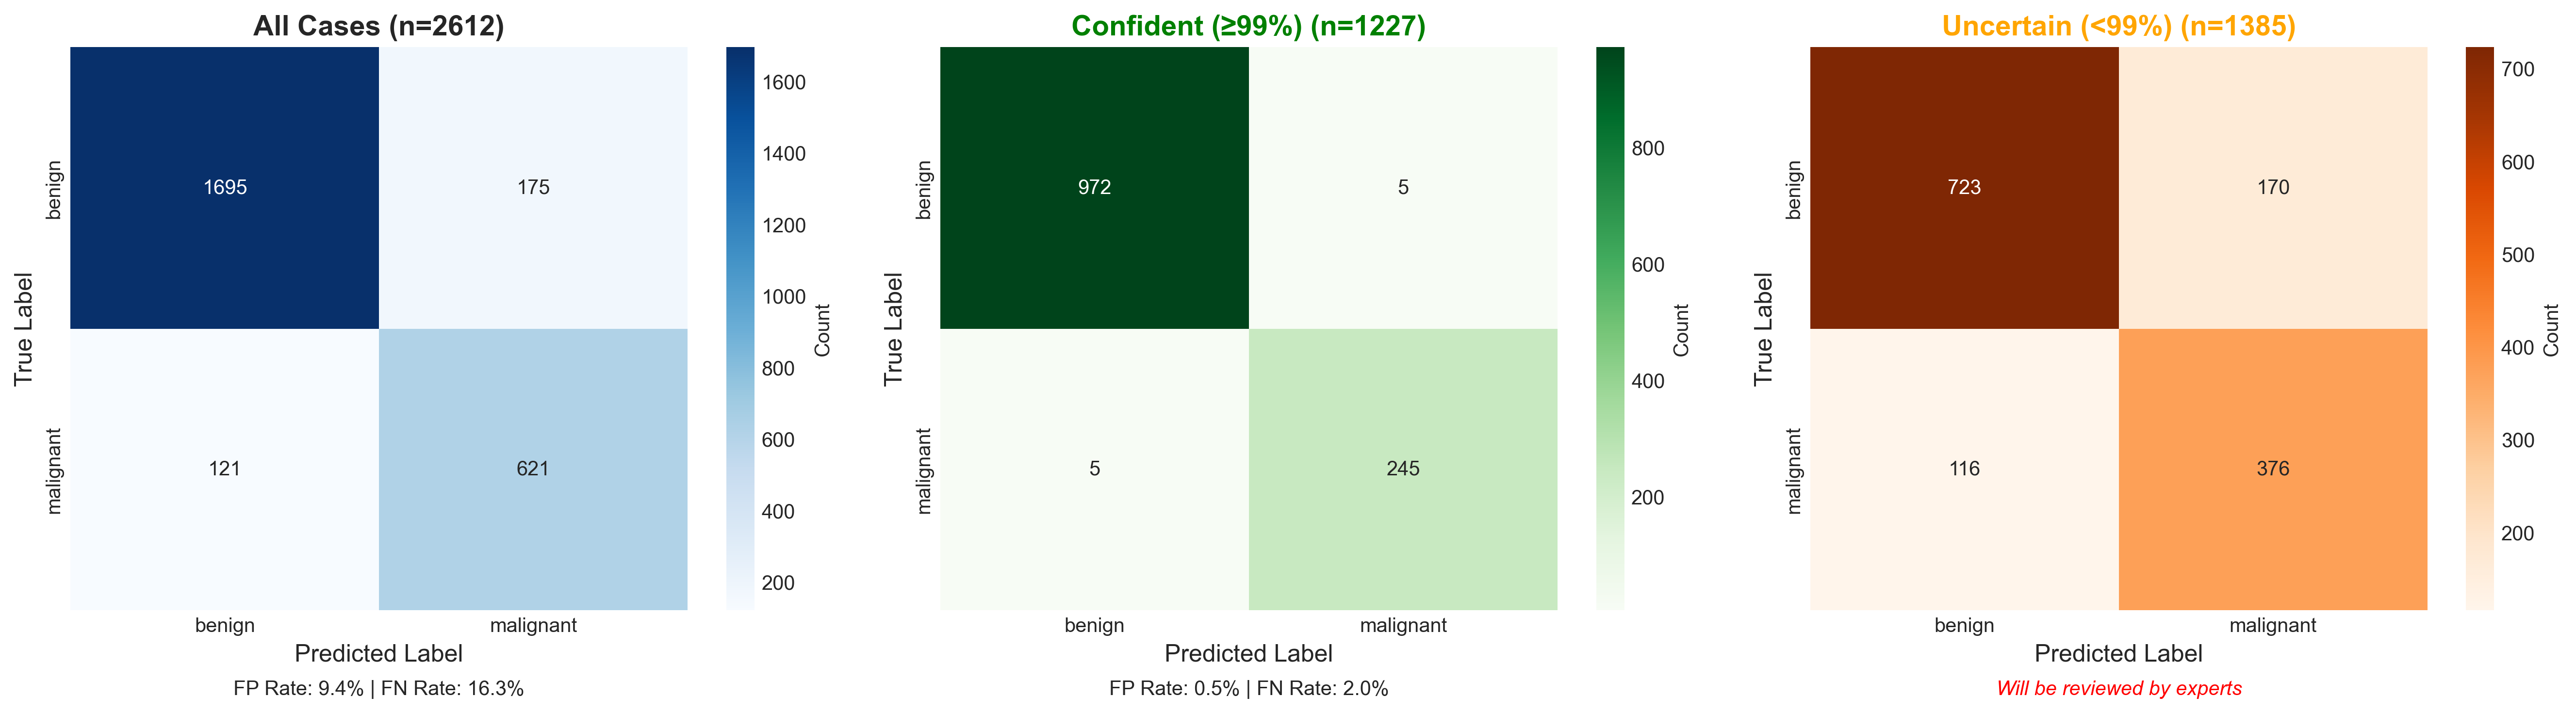 All Cases (n=2612)
True Label
benign
malignant
1695
175
121
621
benign
malignant
Predicted Label
FP Rate: 9.4% | FN Rate: 16.3%
1600
1400
1200
1000
800
600
400
200
Count
Confident (≥99%) (n=1227)
True Label
benign
malignant
972
5
5
245
benign
malignant
Predicted Label
FP Rate: 0.5% | FN Rate: 2.0%
800
600
400
200
Count
Uncertain (<99%) (n=1385)
True Label
benign
malignant
723
170
116
376
benign
malignant
Predicted Label
Will be reviewed by experts
700
600
500
400
300
200
Count